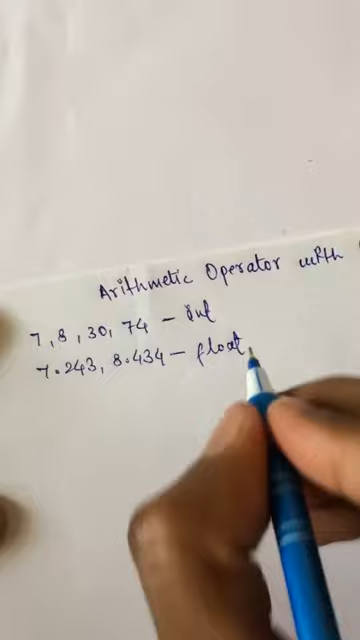 Arithmetic Operator with
7, 8, 30, 74 - int
7.243, 8.434 - float